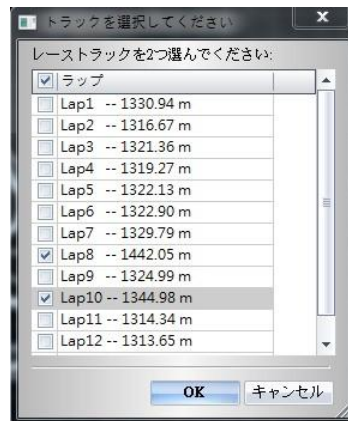 トラックを選択してください
レーストラックを2つ選んでください:
ラップ
Lap1 -- 1330.94 m
Lap2 -- 1316.67 m
Lap3 -- 1321.36 m
Lap4 -- 1319.27 m
Lap5 -- 1322.13 m
Lap6 -- 1322.90 m
Lap7 -- 1329.79 m
Lap8 -- 1442.05 m
Lap9 -- 1324.99 m
Lap10 -- 1344.98 m
Lap11 -- 1314.34 m
Lap12 -- 1313.65 m
OK キャンセル